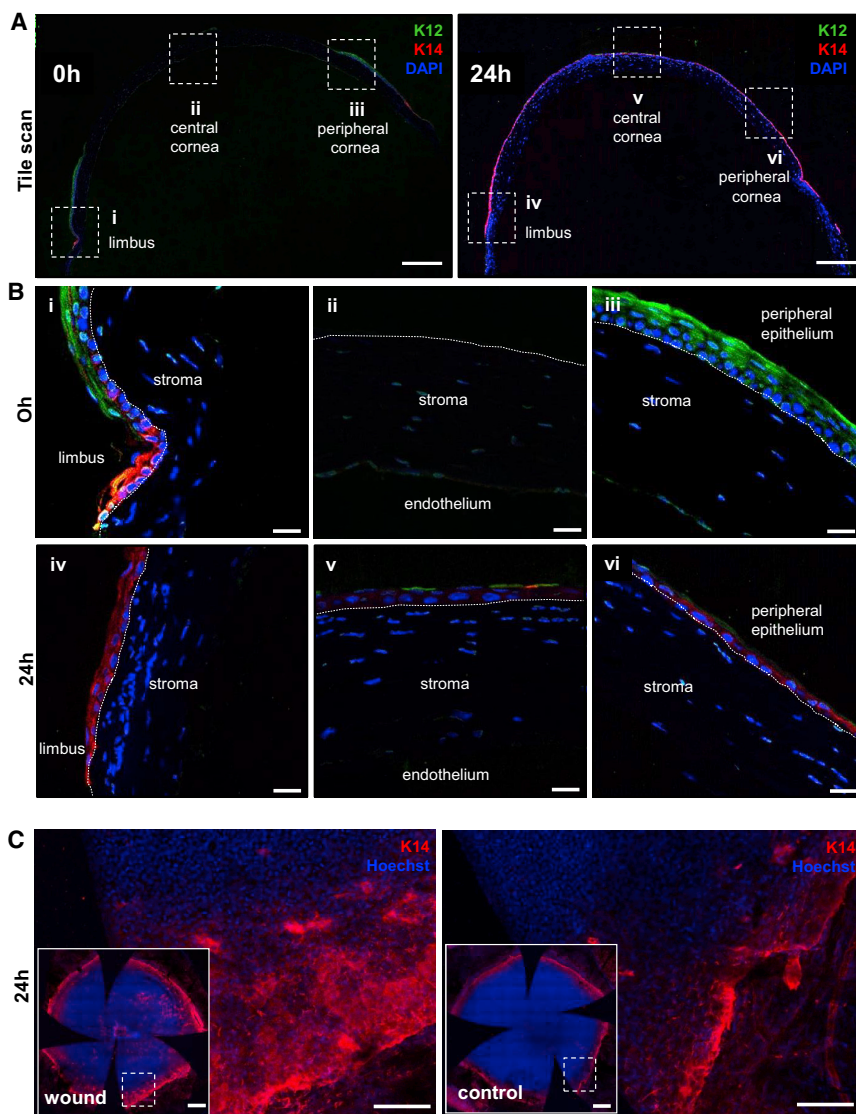 A
Tile scan
0h
K12
K14
DAPI
ii
central
cornea
iii
peripheral
cornea
i
limbus
24h
K12
K14
DAPI
v
central
cornea
vi
peripheral
cornea
iv
limbus
B
Oh
i
stroma
limbus
ii
stroma
endothelium
iii
peripheral
epithelium
stroma
24h
iv
stroma
limbus
v
stroma
endothelium
vi
peripheral
epithelium
stroma
C
24h
K14
Hoechst
wound
K14
Hoechst
control